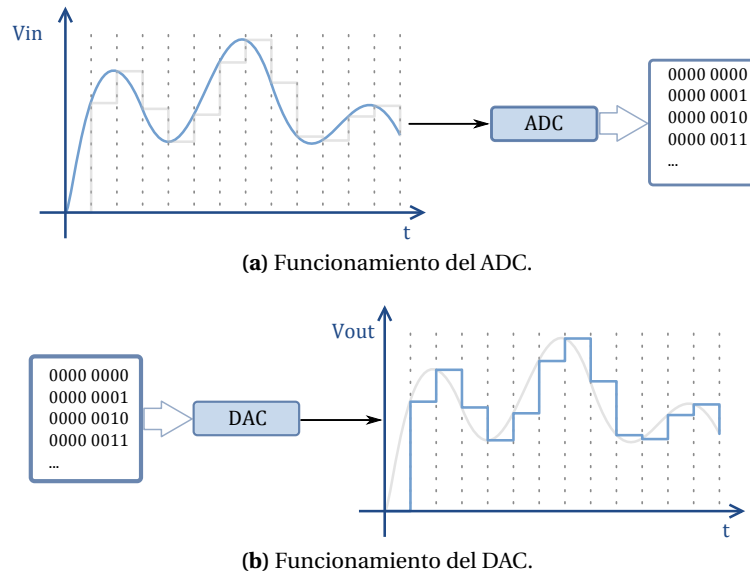 Vin
ADC
0000 0000
0000 0001
0000 0010
0000 0011
...
t
(a) Funcionamiento del ADC.
Vout
0000 0000
0000 0001
0000 0010
0000 0011
...
DAC
t
(b) Funcionamiento del DAC.